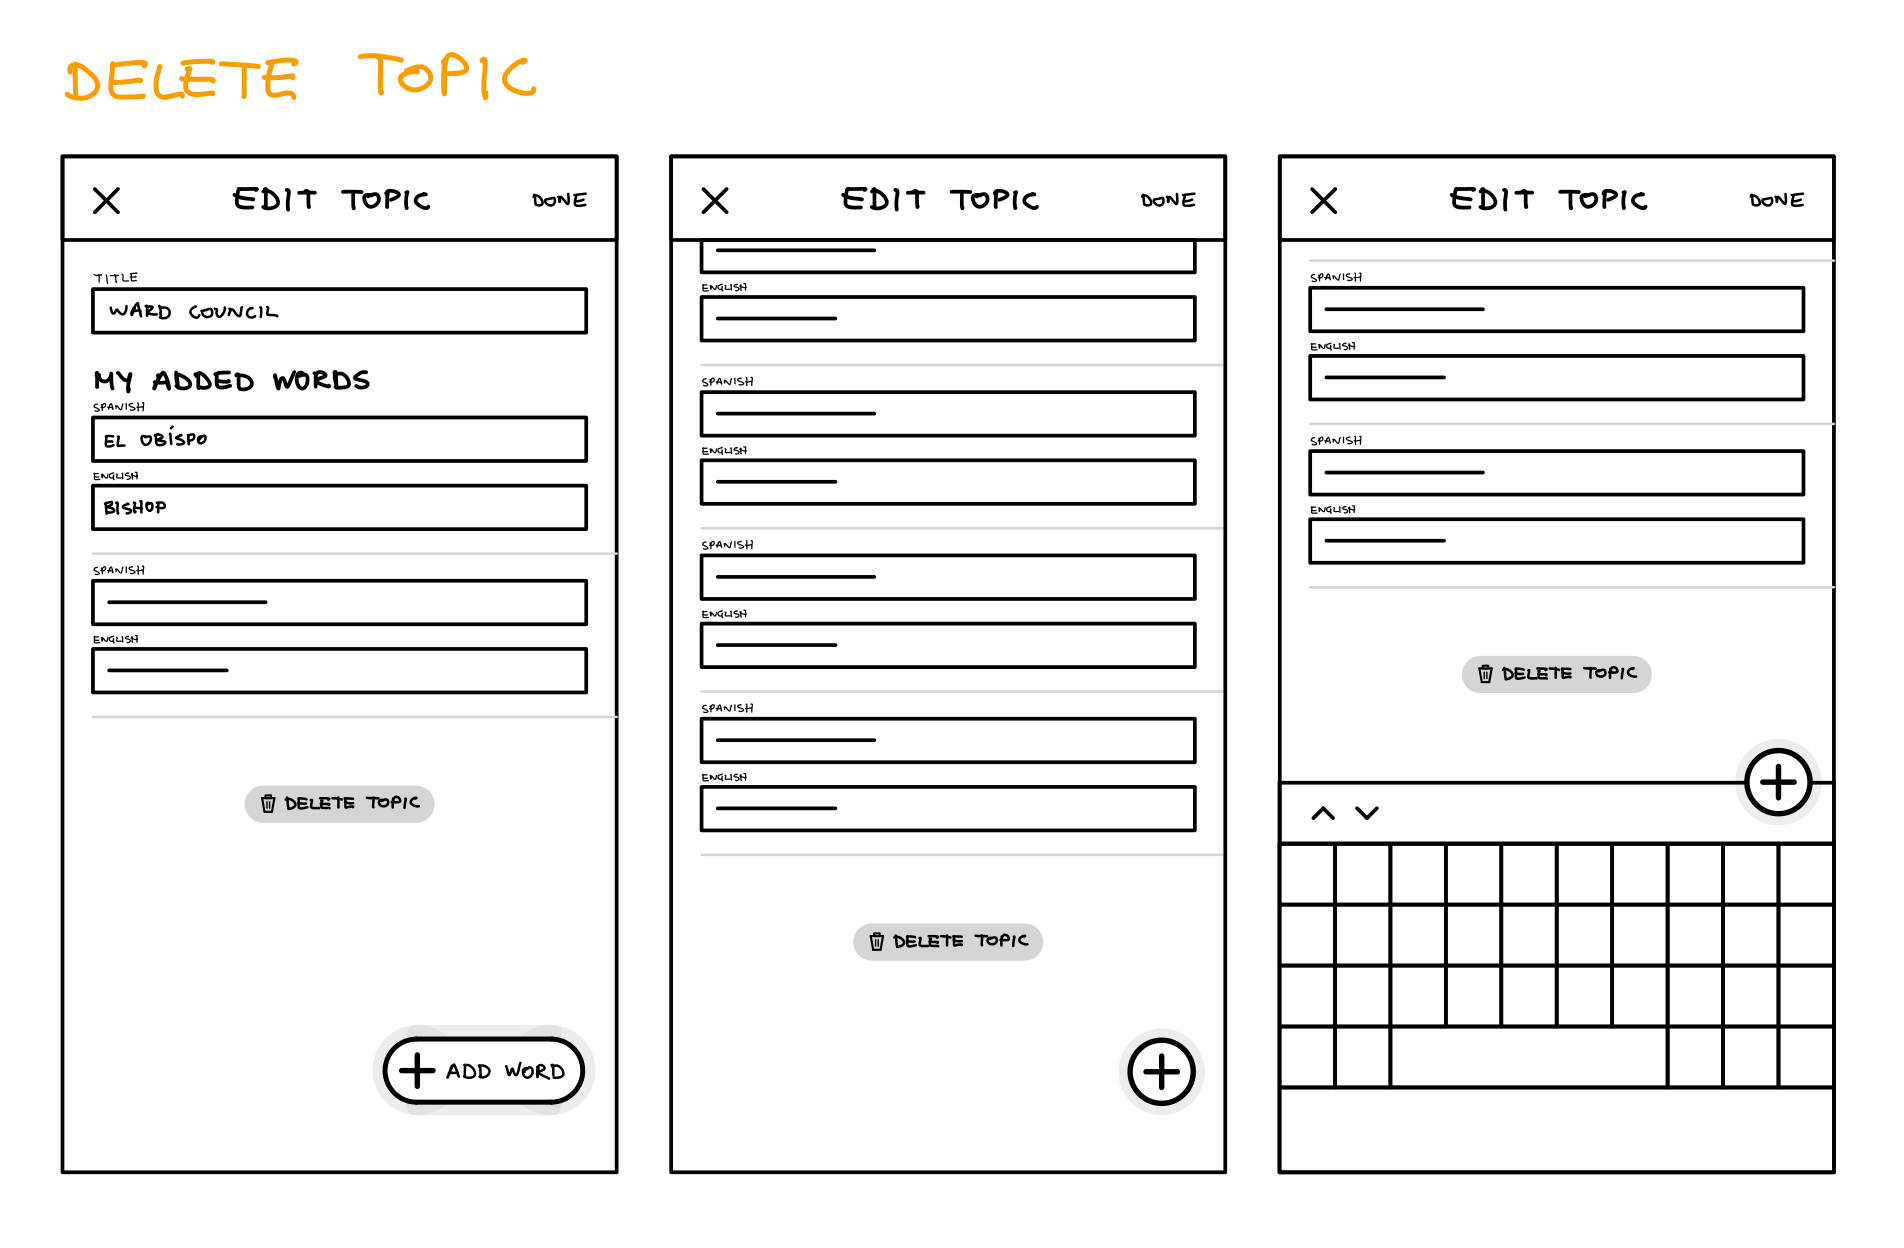 DELETE TOPIC
EDIT TOPIC DONE
TITLE
WARD COUNCIL
MY ADDED WORDS
SPANISH
EL OBÍSPO
ENGLISH
BISHOP
SPANISH
ENGLISH
DELETE TOPIC
ADD WORD
EDIT TOPIC DONE
ENGLISH
SPANISH
ENGLISH
SPANISH
ENGLISH
SPANISH
ENGLISH
DELETE TOPIC
EDIT TOPIC DONE
SPANISH
ENGLISH
SPANISH
ENGLISH
DELETE TOPIC